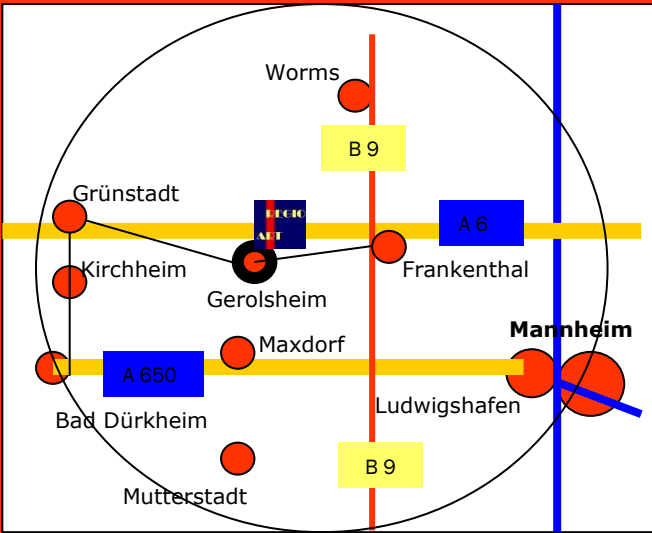 Worms
B 9
Grünstadt
REGIO
ART
A 6
Kirchheim
Frankenthal
Gerolsheim
Mannheim
Maxdorf
A 650
Ludwigshafen
Bad Dürkheim
B 9
Mutterstadt